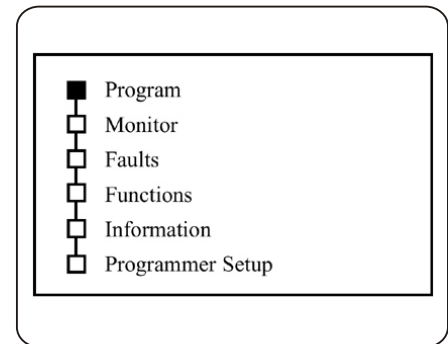 Program
Monitor
Faults
Functions
Information
Programmer Setup